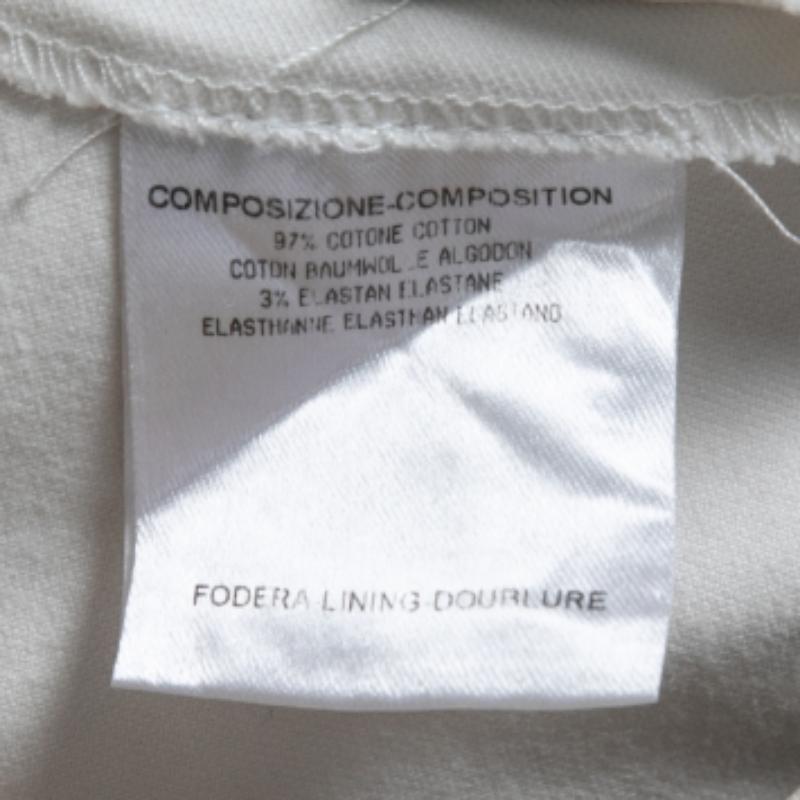 COMPOSIZIONE-COMPOSITION
97% COTONE COTTON
COTON BAUMWOLLE ALGODON
3% ELASTAN ELASTANE
ELASTHANNE ELASTHAN ELASTANO
FODERA-LINING-DOUBLURE